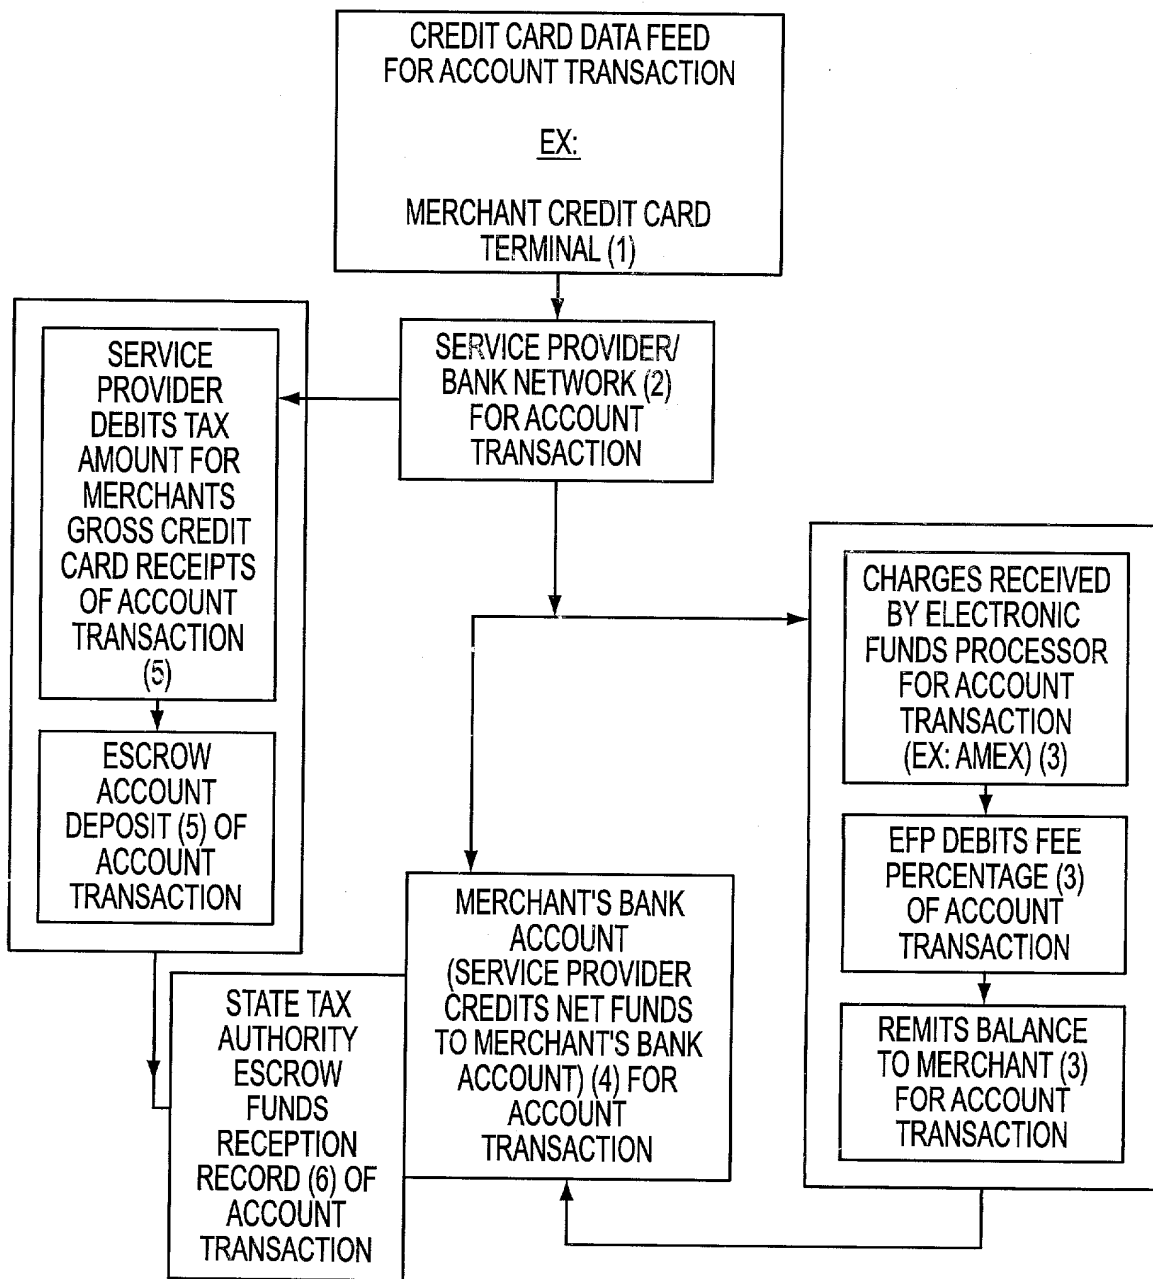 CREDIT CARD DATA FEED
FOR ACCOUNT TRANSACTION
EX:
MERCHANT CREDIT CARD
TERMINAL (1)
SERVICE PROVIDER/
BANK NETWORK (2)
FOR ACCOUNT
TRANSACTION
SERVICE
PROVIDER
DEBITS TAX
AMOUNT FOR
MERCHANTS
GROSS CREDIT
CARD RECEIPTS
OF ACCOUNT
TRANSACTION
(5)
ESCROW
ACCOUNT
DEPOSIT (5) OF
ACCOUNT
TRANSACTION
CHARGES RECEIVED
BY ELECTRONIC
FUNDS PROCESSOR
FOR ACCOUNT
TRANSACTION
(EX: AMEX) (3)
EFP DEBITS FEE
PERCENTAGE (3)
OF ACCOUNT
TRANSACTION
REMITS BALANCE
TO MERCHANT (3)
FOR ACCOUNT
TRANSACTION
MERCHANT'S BANK
ACCOUNT
(SERVICE PROVIDER
CREDITS NET FUNDS
TO MERCHANT'S BANK
ACCOUNT) (4) FOR
ACCOUNT
TRANSACTION
STATE TAX
AUTHORITY
ESCROW
FUNDS
RECEPTION
RECORD (6) OF
ACCOUNT
TRANSACTION